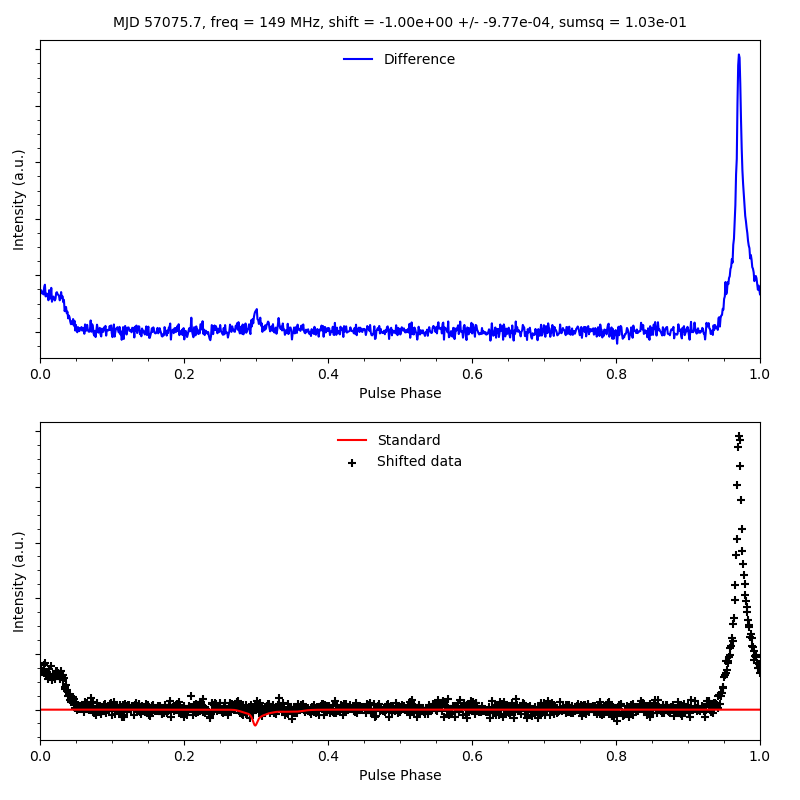 MJD 57075.7, freq = 149 MHz, shift = -1.00e+00 +/- -9.77e-04, sumsq = 1.03e-01
Difference
Intensity (a.u.)
0.0 0.2 0.4 0.6 0.8 1.0
Pulse Phase
Standard
Shifted data
Intensity (a.u.)
0.0 0.2 0.4 0.6 0.8 1.0
Pulse Phase